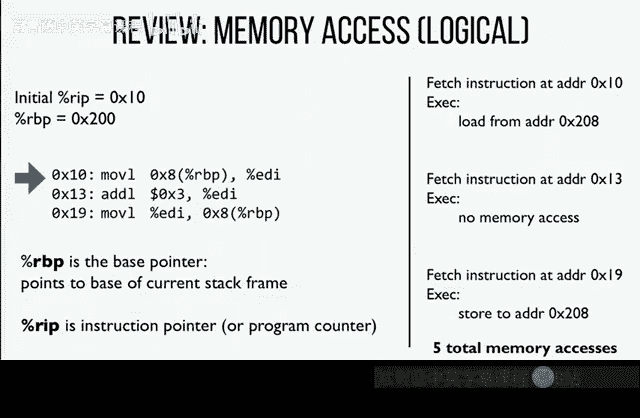 REVIEW: MEMORY ACCESS (LOGICAL)
Initial %rip = 0x10
%rbp = 0x200
0x10: movl 0x8(%rbp), %edi
0x13: addl $0x3, %edi
0x19: movl %edi, 0x8(%rbp)
%rbp is the base pointer:
points to base of current stack frame
%rip is instruction pointer (or program counter)
Fetch instruction at addr 0x10
Exec:
load from addr 0x208
Fetch instruction at addr 0x13
Exec:
no memory access
Fetch instruction at addr 0x19
Exec:
store to addr 0x208
5 total memory accesses